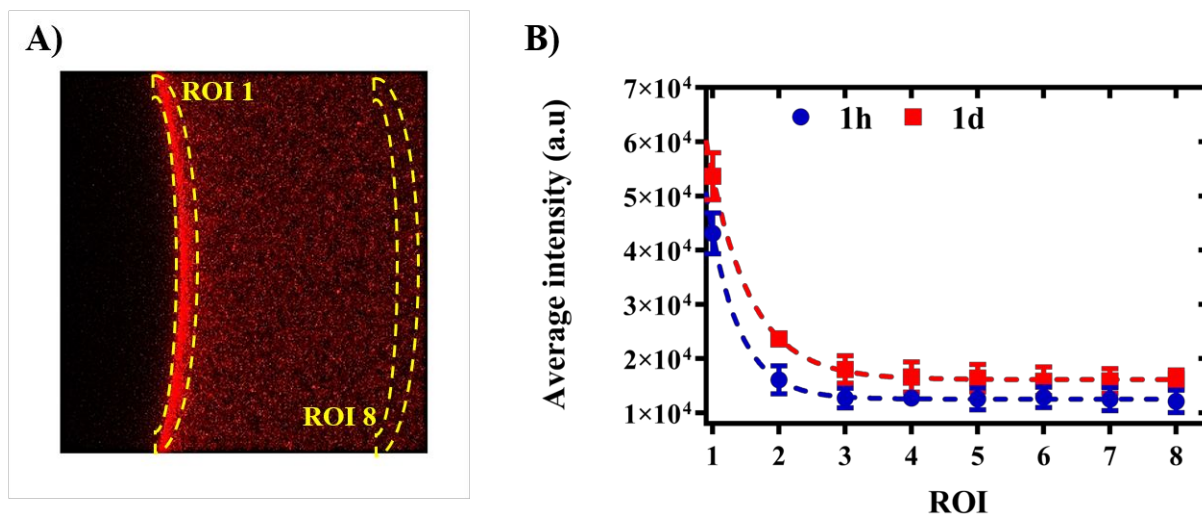 A)
ROI 1
ROI 8
B)
7×10⁴
6×10⁴
5×10⁴
4×10⁴
3×10⁴
2×10⁴
1×10⁴
Average intensity (a.u)
1h 1d
1 2 3 4 5 6 7 8
ROI